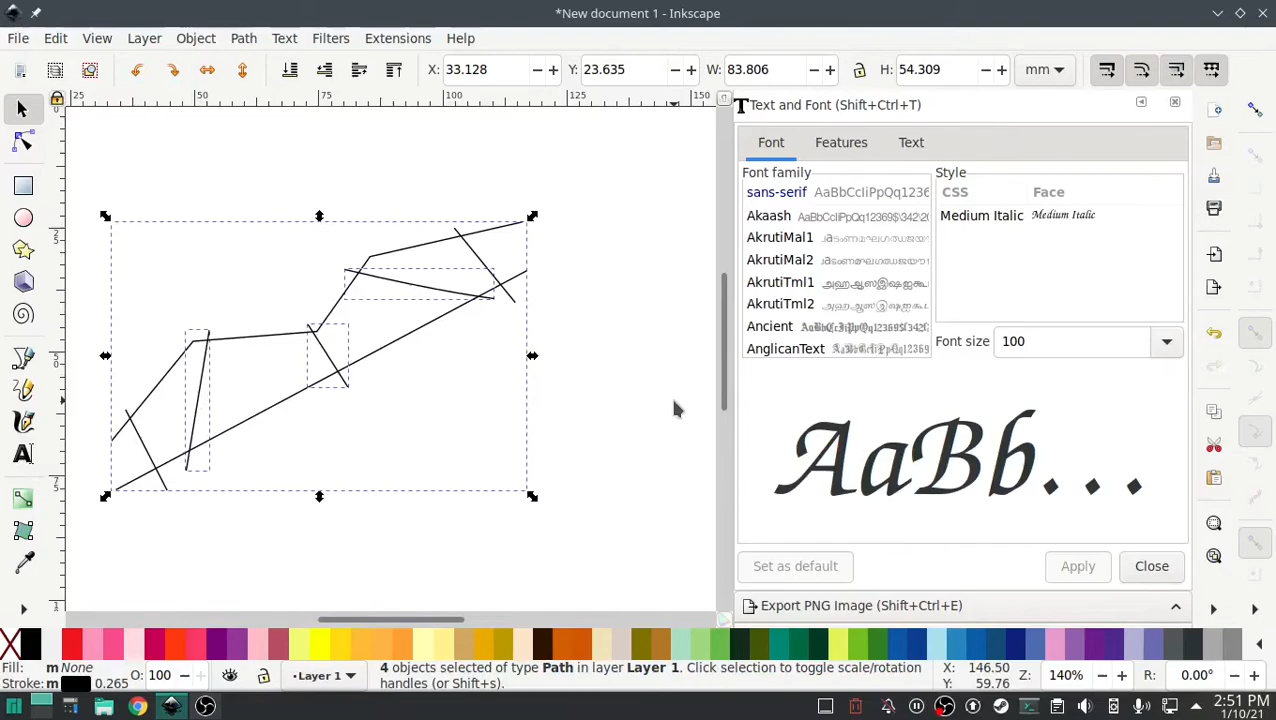 *New document 1 - Inkscape
File Edit View Layer Object Path Text Filters Extensions Help
X: 33.128 Y: 23.635 W: 83.806 H: 54.309 mm
25 50 75 100 125 150
Text and Font (Shift+Ctrl+T)
Font Features Text
Font family Style
sans-serif AaBbCcIiPpQq1236 CSS Face
Akaash Medium Italic Medium Italic
AkrutiMal1
AkrutiMal2
AkrutiTml1
AkrutiTml2
Ancient
AnglicanText Font size 100
AaBb...
Set as default Apply Close
Export PNG Image (Shift+Ctrl+E)
Fill: m None
Stroke: m 0.265 O: 100 Layer 1 4 objects selected of type Path in layer Layer 1. Click selection to toggle scale/rotation handles (or Shift+s).
X: 146.50
Y: 59.76 Z: 140% R: 0.00°
2:51 PM
1/10/21